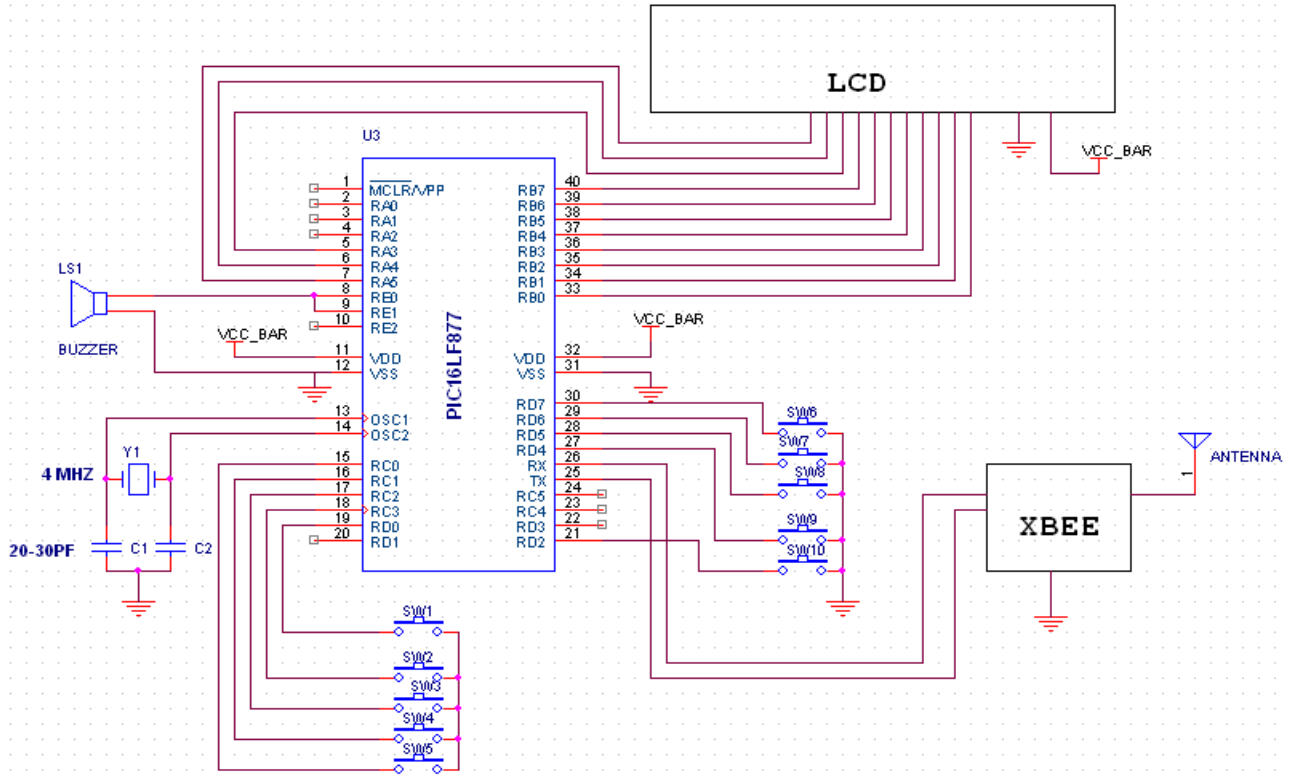 LCD
VCC_BAR
U3
1 MCLR/VPP
2 RA0
3 RA1
4 RA2
5 RA3
6 RA4
7 RA5
8 RE0
9 RE1
10 RE2
11 VDD
12 VSS
13 OSC1
14 OSC2
15 RC0
16 RC1
17 RC2
18 RC3
19 RD0
20 RD1
PIC16LF877
RB7 40
RB6 39
RB5 38
RB4 37
RB3 36
RB2 35
RB1 34
RB0 33
VDD 32
VSS 31
RD7 30
RD6 29
RD5 28
RD4 27
RX 26
TX 25
RC5 24
RC4 23
RD3 22
RD2 21
LS1
BUZZER
VCC_BAR
VCC_BAR
Y1
4 MHZ
20-30PF
C1
C2
SW6
SW7
SW8
SW9
SW10
1
ANTENNA
XBEE
SW1
SW2
SW3
SW4
SW5